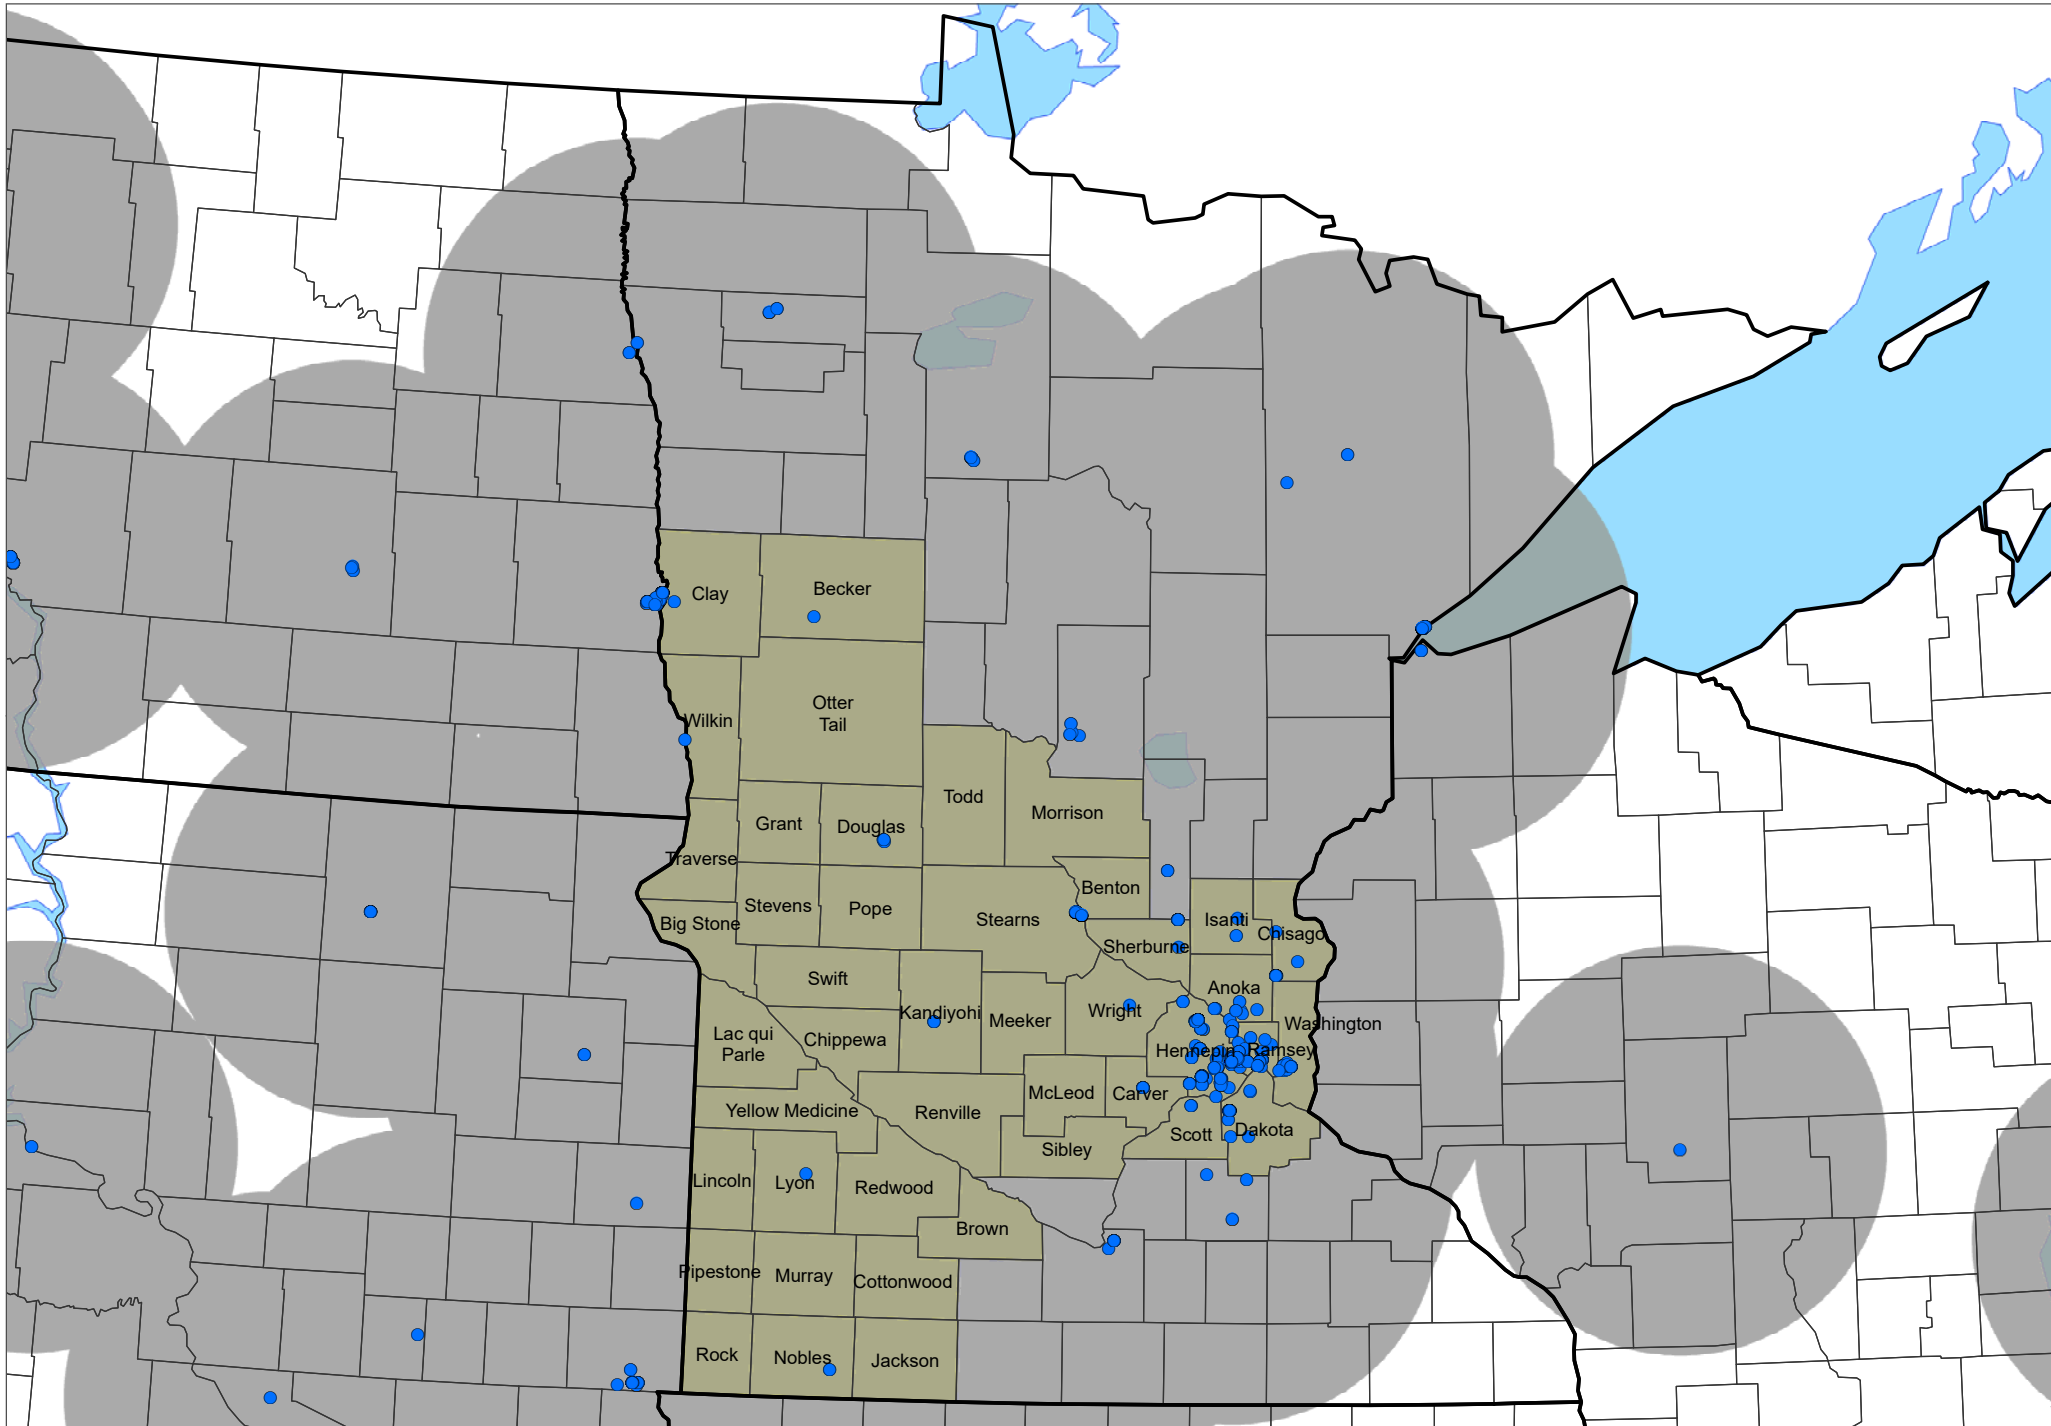 Clay
Becker
Otter
Tail
Wilkin
Todd
Morrison
Grant
Douglas
Traverse
Benton
Stevens
Pope
Stearns
Isanti
Big Stone
Chisago
Sherburne
Swift
Anoka
Kandiyohi
Wright
Meeker
Washington
Lac qui
Parle
Chippewa
Hennepin
Ramsey
McLeod
Carver
Yellow Medicine
Renville
Scott
Dakota
Sibley
Lincoln
Lyon
Redwood
Brown
Pipestone
Murray
Cottonwood
Rock
Nobles
Jackson